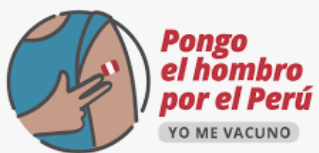 Pongo
el hombro
por el Perú
YO ME VACUNO